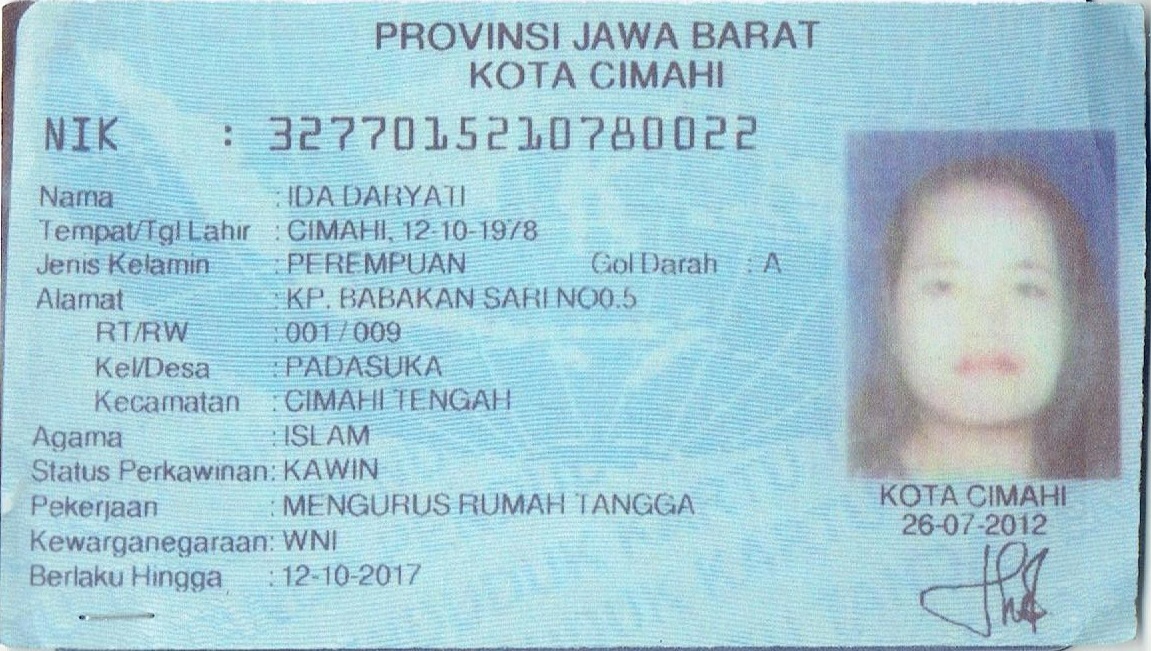 PROVINSI JAWA BARAT
KOTA CIMAHI
NIK : 3277015210780022
Nama : IDA DARYATI
Tempat/Tgl Lahir : CIMAHI, 12-10-1978
Jenis Kelamin : PEREMPUAN Gol Darah : A
Alamat : KP. BABAKAN SARI NO0.5
RT/RW : 001 / 009
Kel/Desa : PADASUKA
Kecamatan : CIMAHI TENGAH
Agama : ISLAM
Status Perkawinan: KAWIN
Pekerjaan : MENGURUS RUMAH TANGGA
Kewarganegaraan: WNI
Berlaku Hingga : 12-10-2017
KOTA CIMAHI
26-07-2012